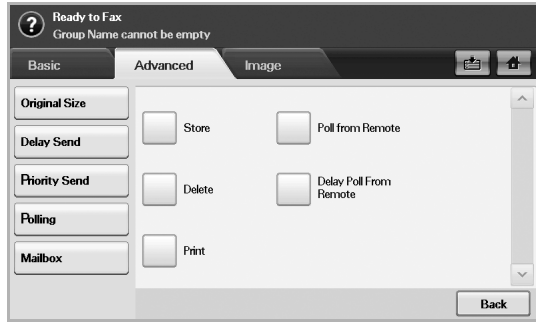 Ready to Fax
Group Name cannot be empty
Basic
Advanced
Image
Original Size
Delay Send
Priority Send
Polling
Mailbox
Store
Poll from Remote
Delete
Delay Poll From
Remote
Print
Back